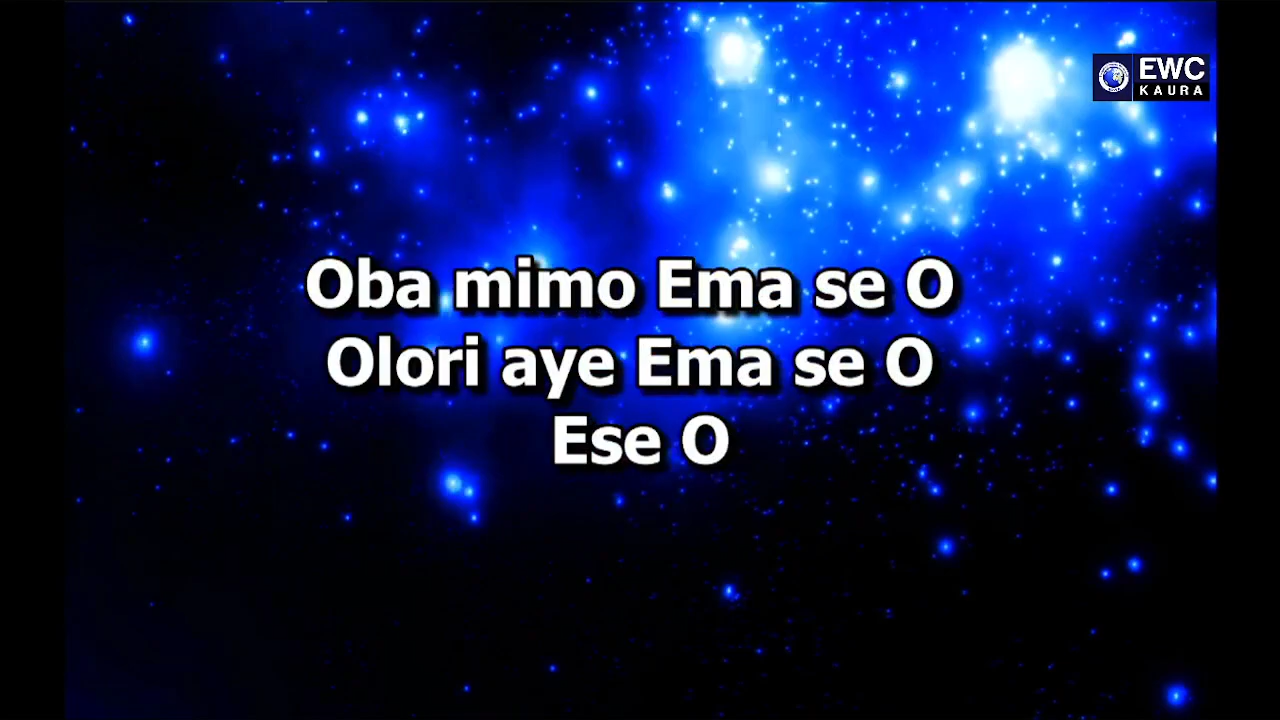 EWC
KAURA
Oba mimo Ema se O
Olori aye Ema se O
Ese O